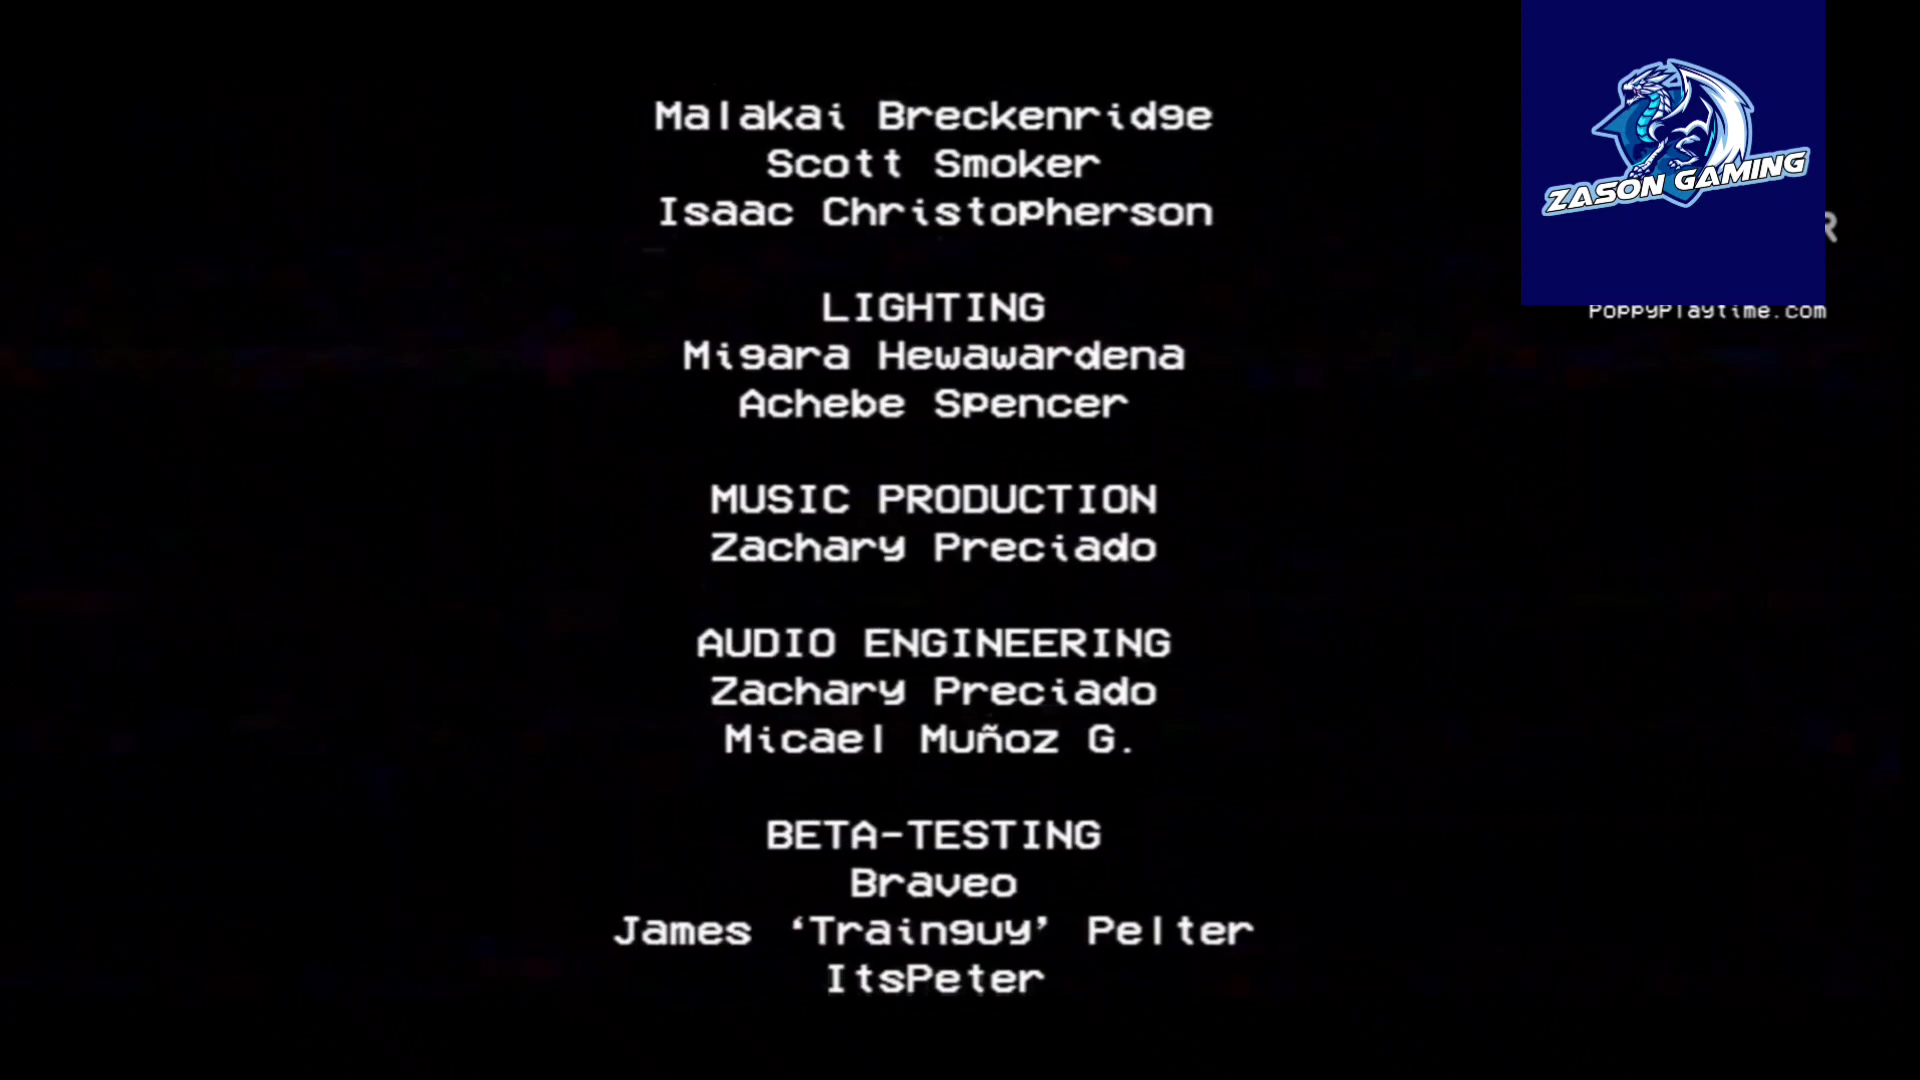 Malakai Breckenridge
Scott Smoker
Isaac Christopherson
LIGHTING
Migara Hewawardena
Achebe Spencer
MUSIC PRODUCTION
Zachary Preciado
AUDIO ENGINEERING
Zachary Preciado
Micael Muñoz G.
BETA-TESTING
Braveo
James ‘Trainguy’ Pelter
ItsPeter
ZASON GAMING
R
PoppyPlaytime.com